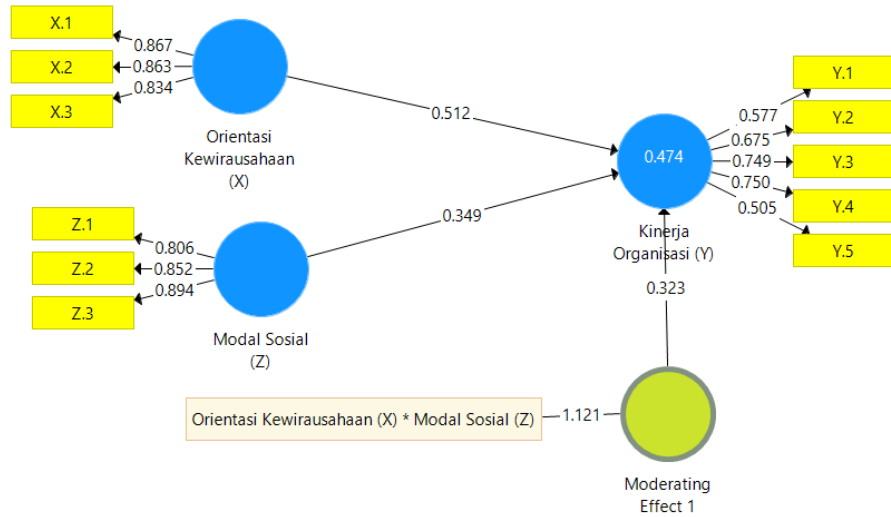 X.1
X.2
X.3
0.867
0.863
0.834
Orientasi
Kewirausahaan
(X)
0.512
Z.1
Z.2
Z.3
0.806
0.852
0.894
Modal Sosial
(Z)
0.349
0.474
Kinerja
Organisasi (Y)
0.577
0.675
0.749
0.750
0.505
Y.1
Y.2
Y.3
Y.4
Y.5
0.323
Orientasi Kewirausahaan (X) * Modal Sosial (Z)
1.121
Moderating
Effect 1